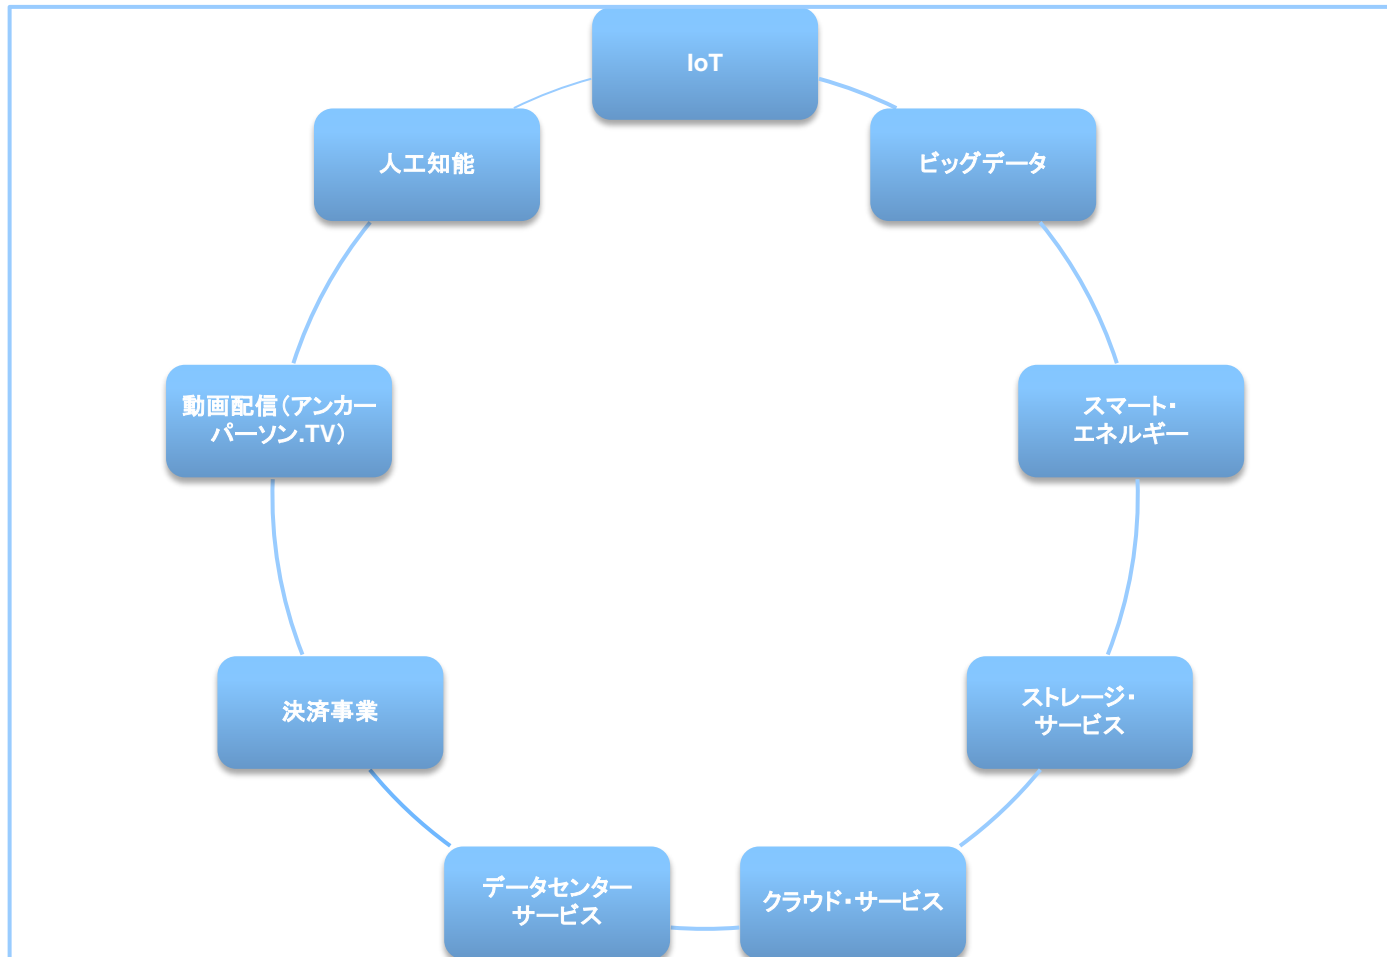 IoT
人工知能
ビッグデータ
動画配信（アンカー
パーソン.TV）
スマート・
エネルギー
決済事業
ストレージ・
サービス
データセンター
サービス
クラウド・サービス